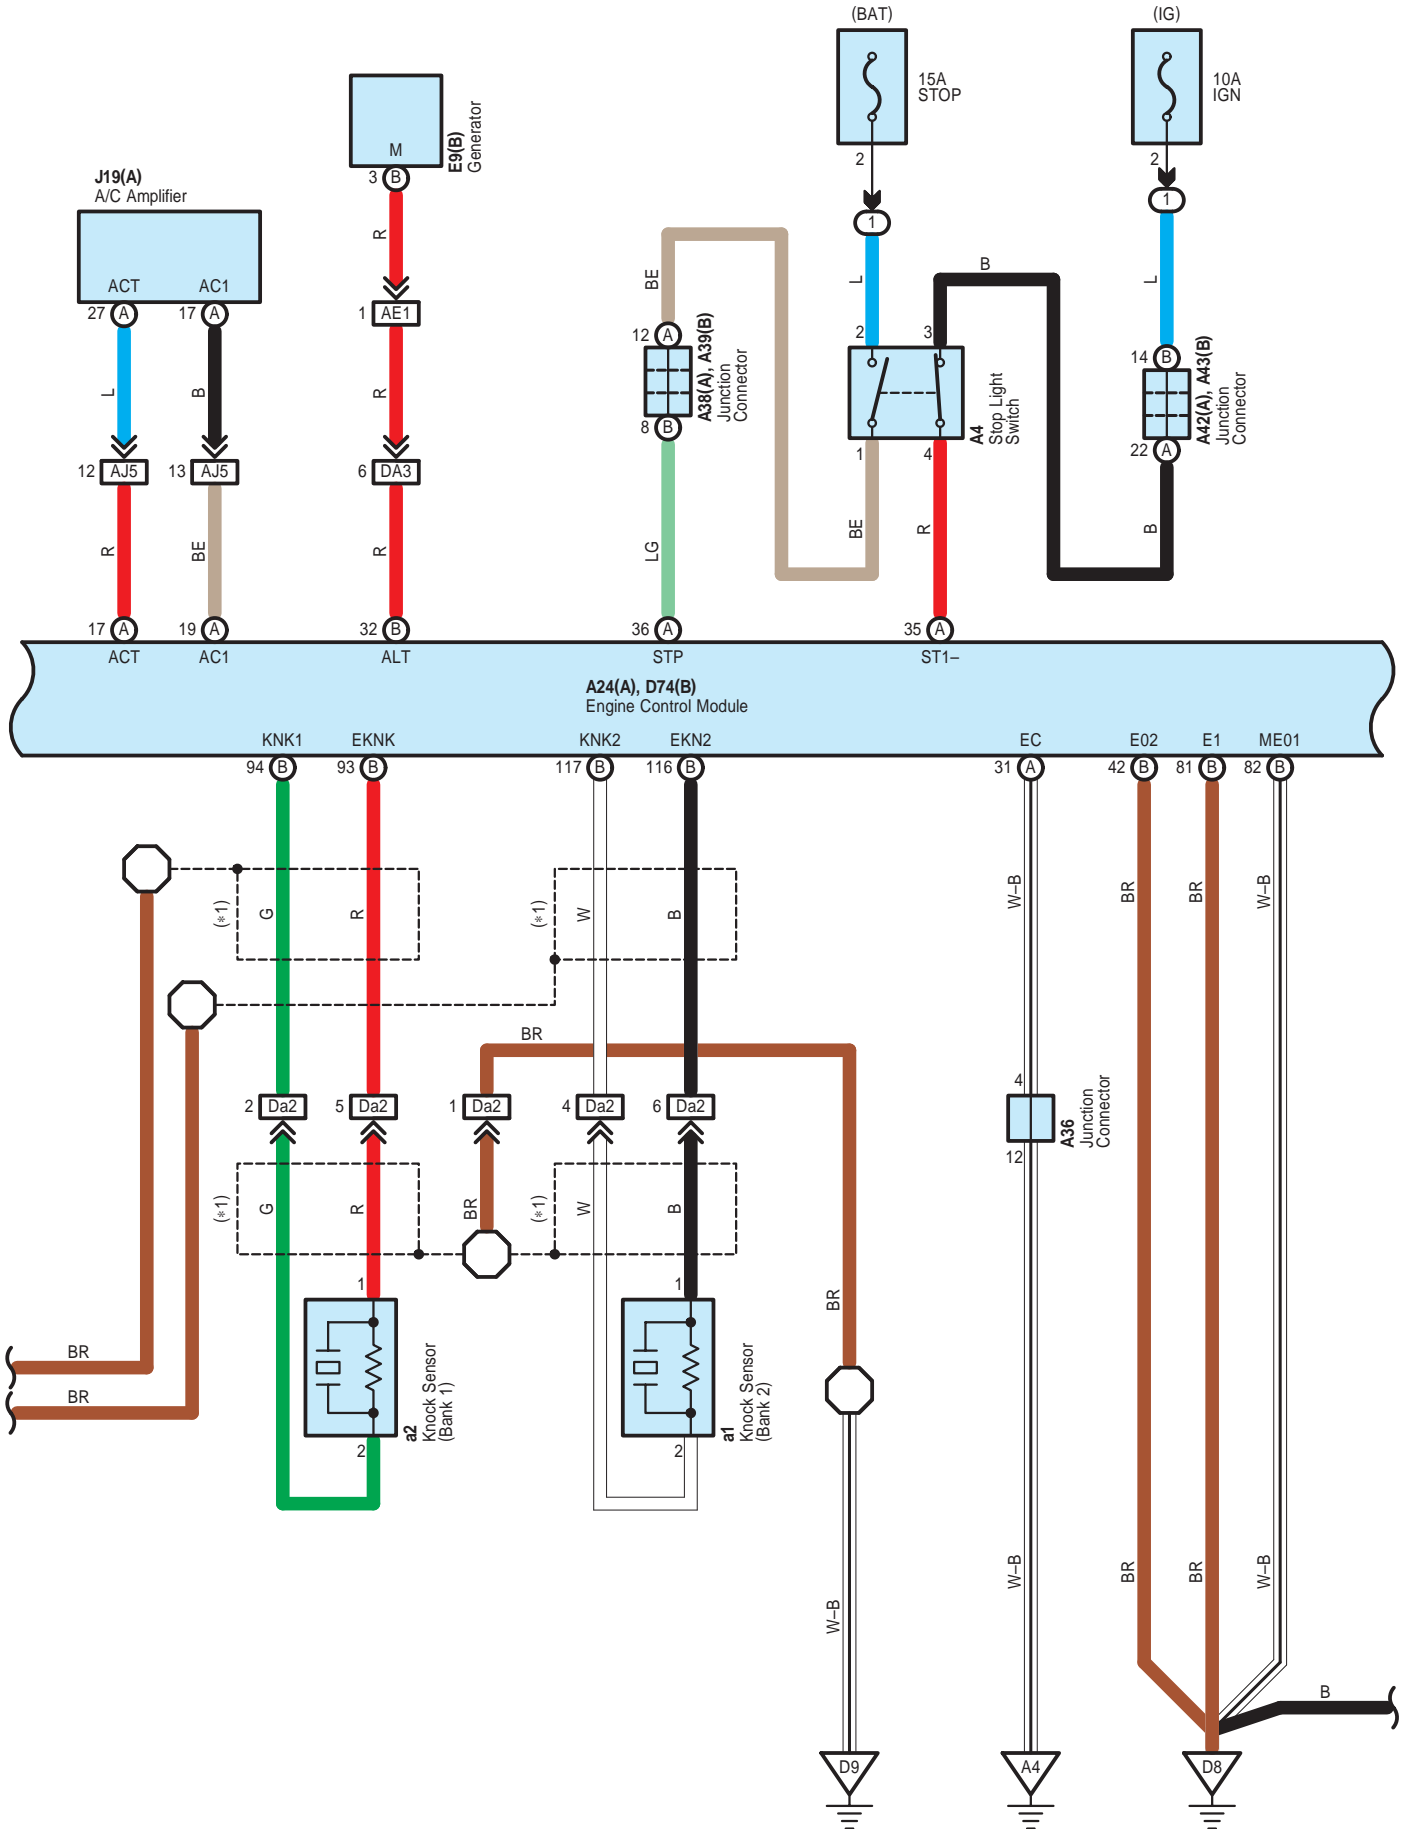 (BAT)
(IG)
15A
STOP
10A
IGN
2
2
1
1
M
E9(B)
Generator
3 B
J19(A)
A/C Amplifier
ACT AC1
27 A
17 A
R
BE
L
B
L
1 AE1
12 A
A38(A), A39(B)
Junction
Connector
8 B
2 3
A4
Stop Light
Switch
1 4
14 B
A42(A), A43(B)
Junction
Connector
22 A
L
B
R
12 AJ5
13 AJ5
6 DA3
R
BE
R
LG
BE
R
B
17 A
19 A
32 B
36 A
35 A
ACT
AC1
ALT
STP
ST1–
A24(A), D74(B)
Engine Control Module
KNK1
EKNK
KNK2
EKN2
EC
E02
E1
ME01
94 B
93 B
117 B
116 B
31 A
42 B
81 B
82 B
(*1)
G
R
(*1)
W
B
W–B
BR
BR
W–B
BR
2 Da2
5 Da2
1 Da2
4 Da2
6 Da2
4
A36
Junction
Connector
12
(*1)
G
R
BR
(*1)
W
B
1
1
BR
BR
BR
a2
Knock Sensor
(Bank 1)
a1
Knock Sensor
(Bank 2)
2
2
W–B
W–B
BR
BR
W–B
B
D9
A4
D8